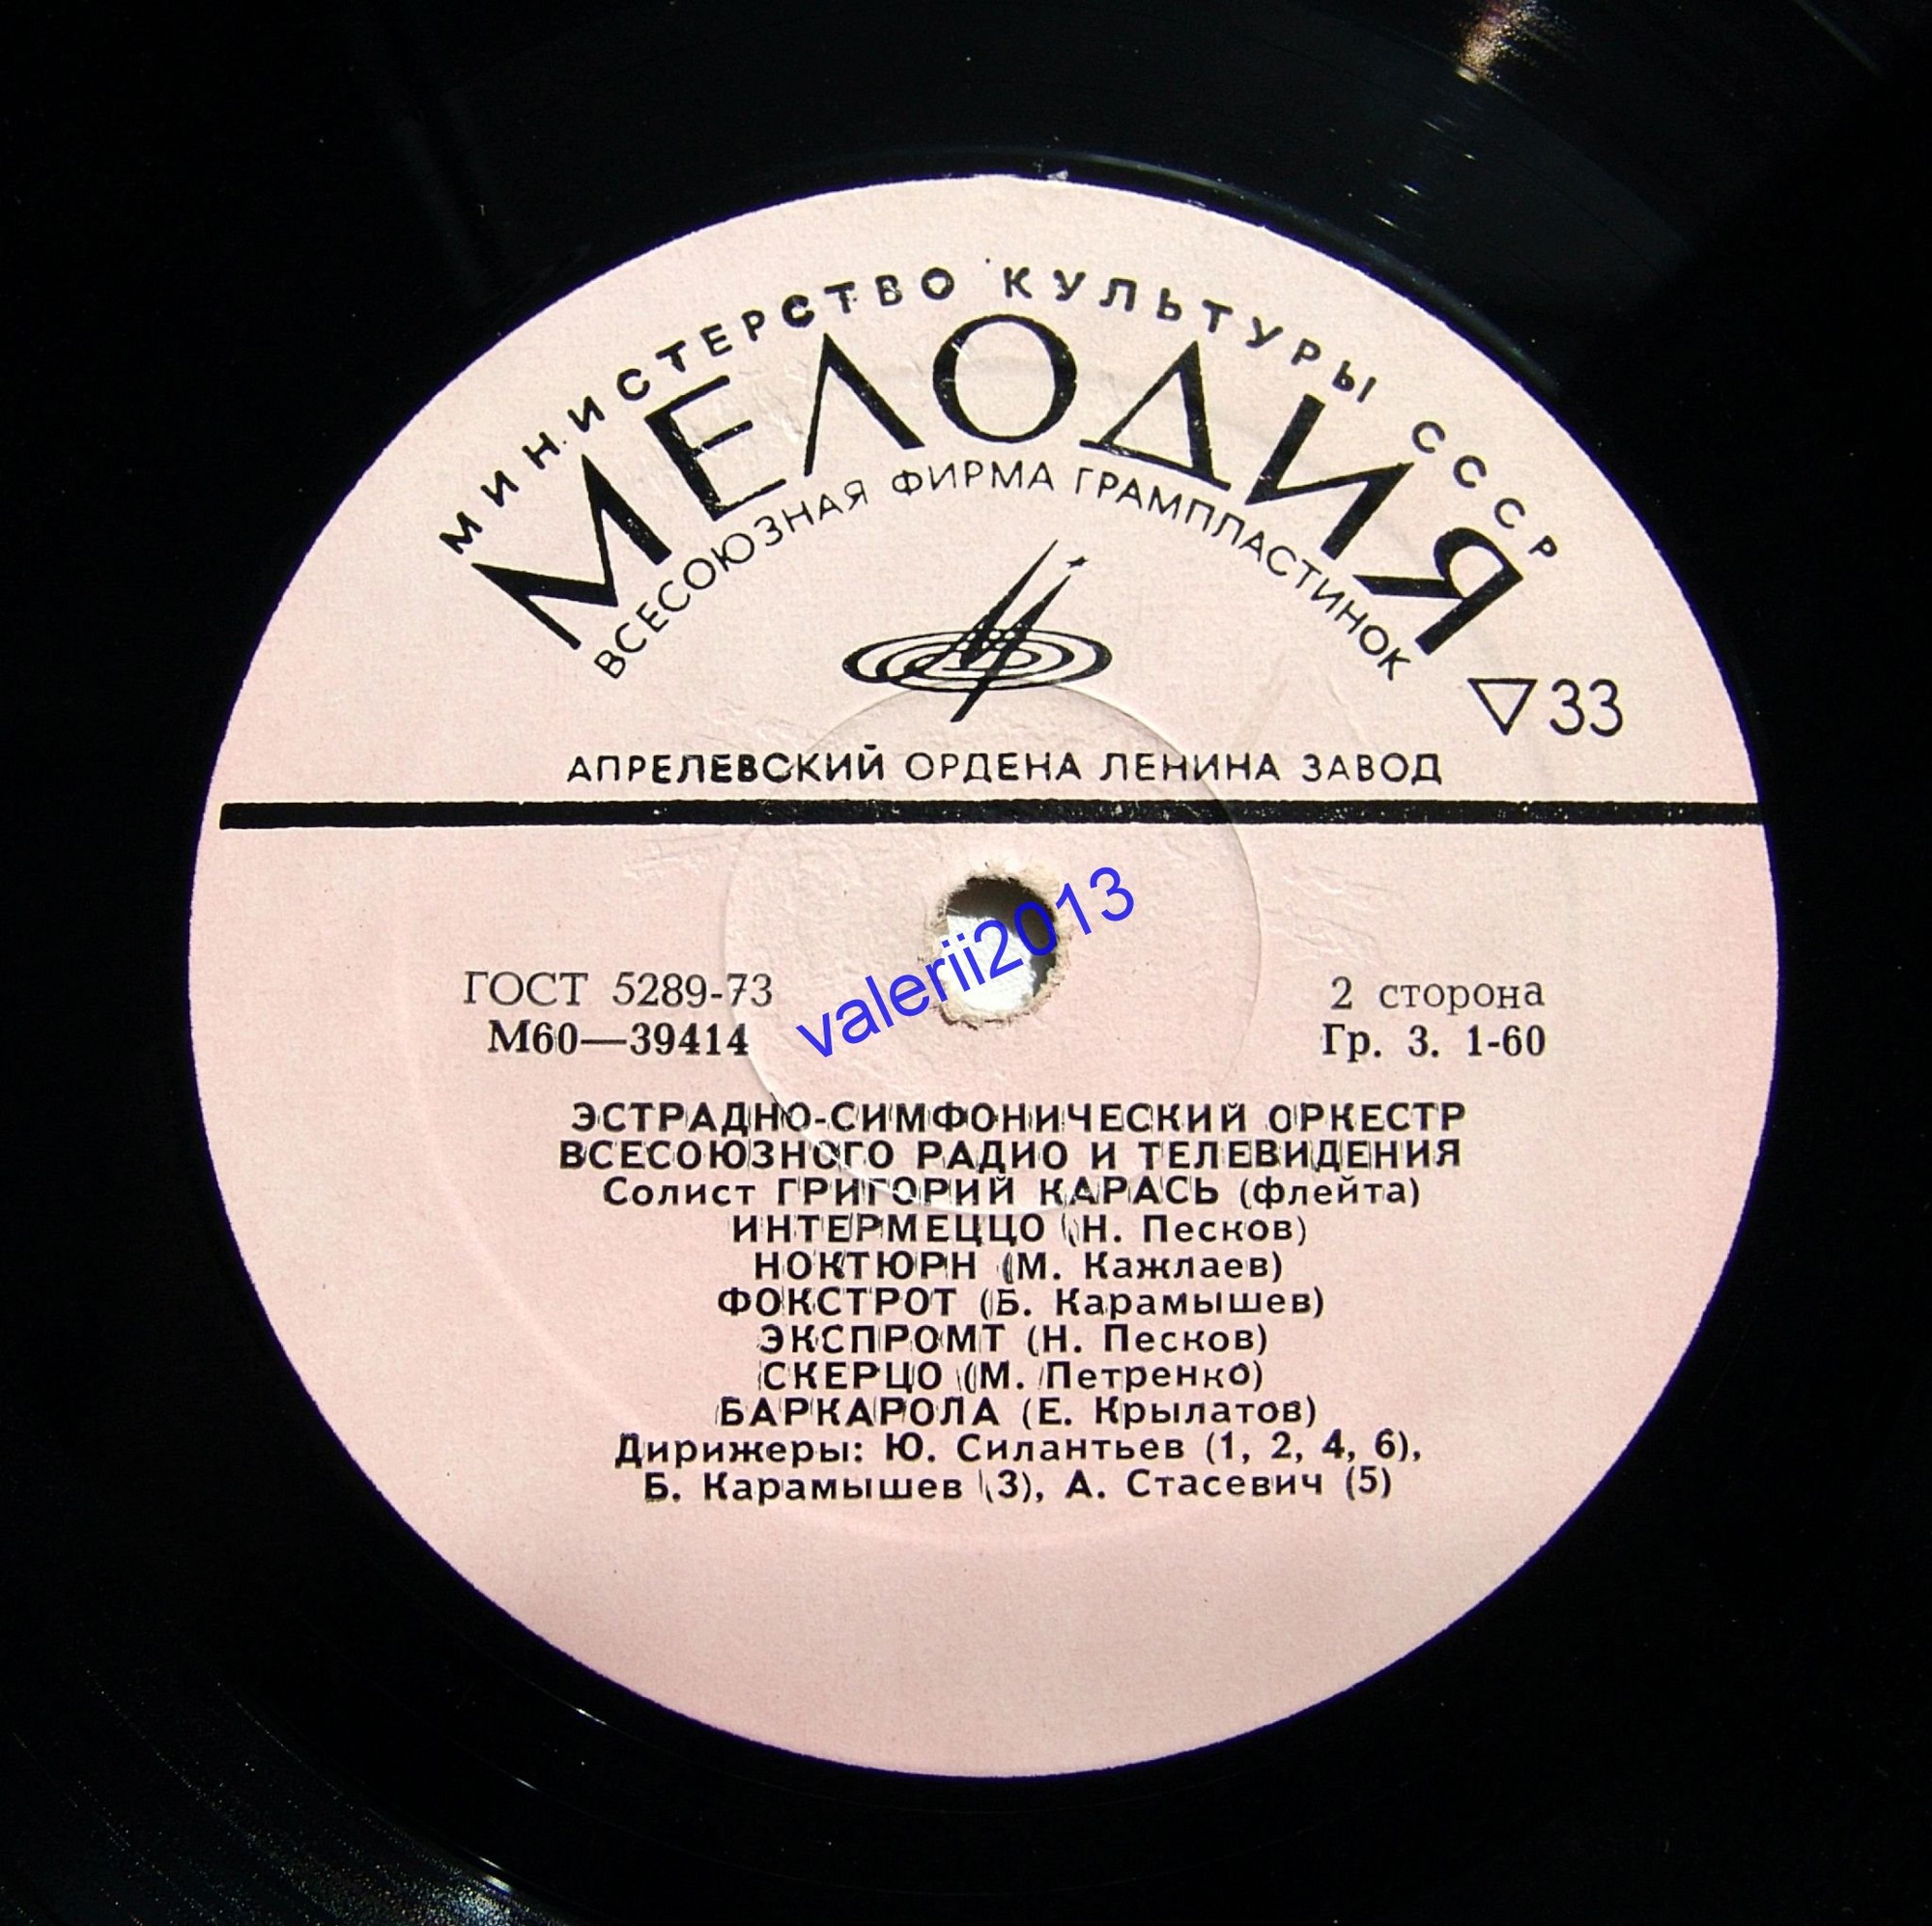 МИНИСТЕРСТВО КУЛЬТУРЫ СССР
МЕЛОДИЯ
ВСЕСОЮЗНАЯ ФИРМА ГРАМПЛАСТИНОК
33
АПРЕЛЕВСКИЙ ОРДЕНА ЛЕНИНА ЗАВОД
valerii2013
ГОСТ 5289-73 2 сторона
М60—39414 Гр. 3. 1-60
ЭСТРАДНО-СИМФОНИЧЕСКИЙ ОРКЕСТР
ВСЕСОЮЗНОГО РАДИО И ТЕЛЕВИДЕНИЯ
Солист ГРИГОРИЙ КАРАСЬ (флейта)
ИНТЕРМЕЦЦО (Н. Песков)
НОКТЮРН (М. Кажлаев)
ФОКСТРОТ (Б. Карамышев)
ЭКСПРОМТ (Н. Песков)
СКЕРЦО (М. Петренко)
БАРКАРОЛА (Е. Крылатов)
Дирижеры: Ю. Силантьев (1, 2, 4, 6),
Б. Карамышев (3), А. Стасевич (5)